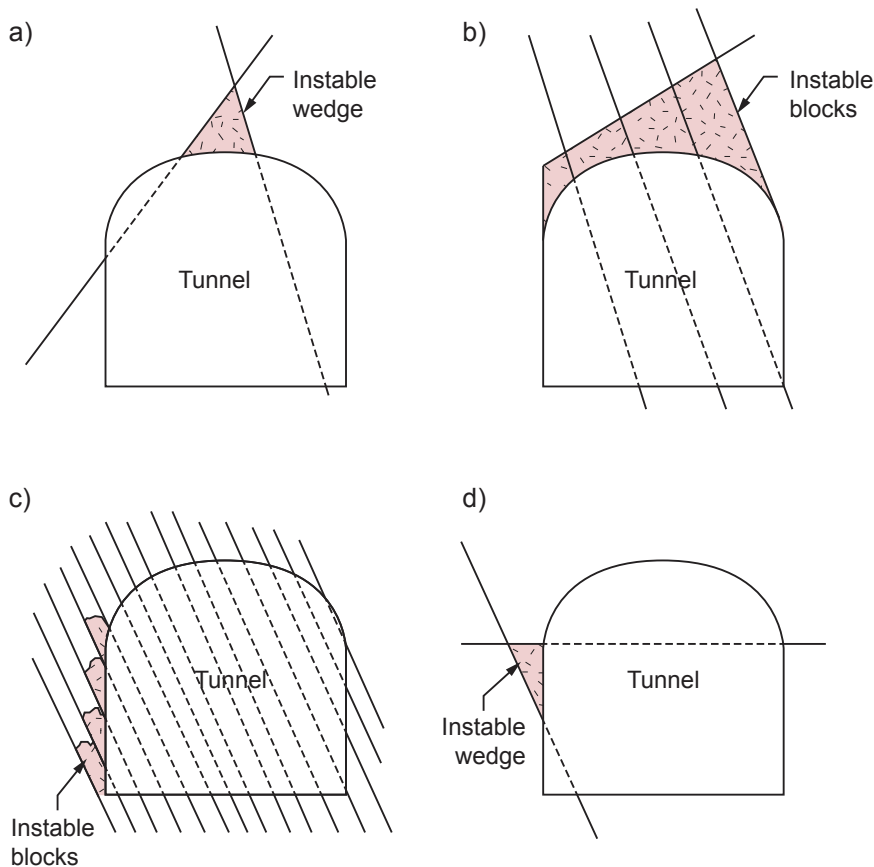 a)
Instable
wedge
Tunnel
b)
Instable
blocks
Tunnel
c)
Tunnel
Instable
blocks
d)
Tunnel
Instable
wedge